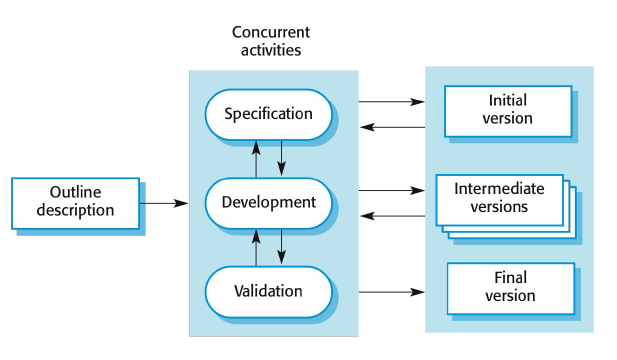 Concurrent
activities
Specification
Initial
version
Outline
description
Development
Intermediate
versions
Validation
Final
version